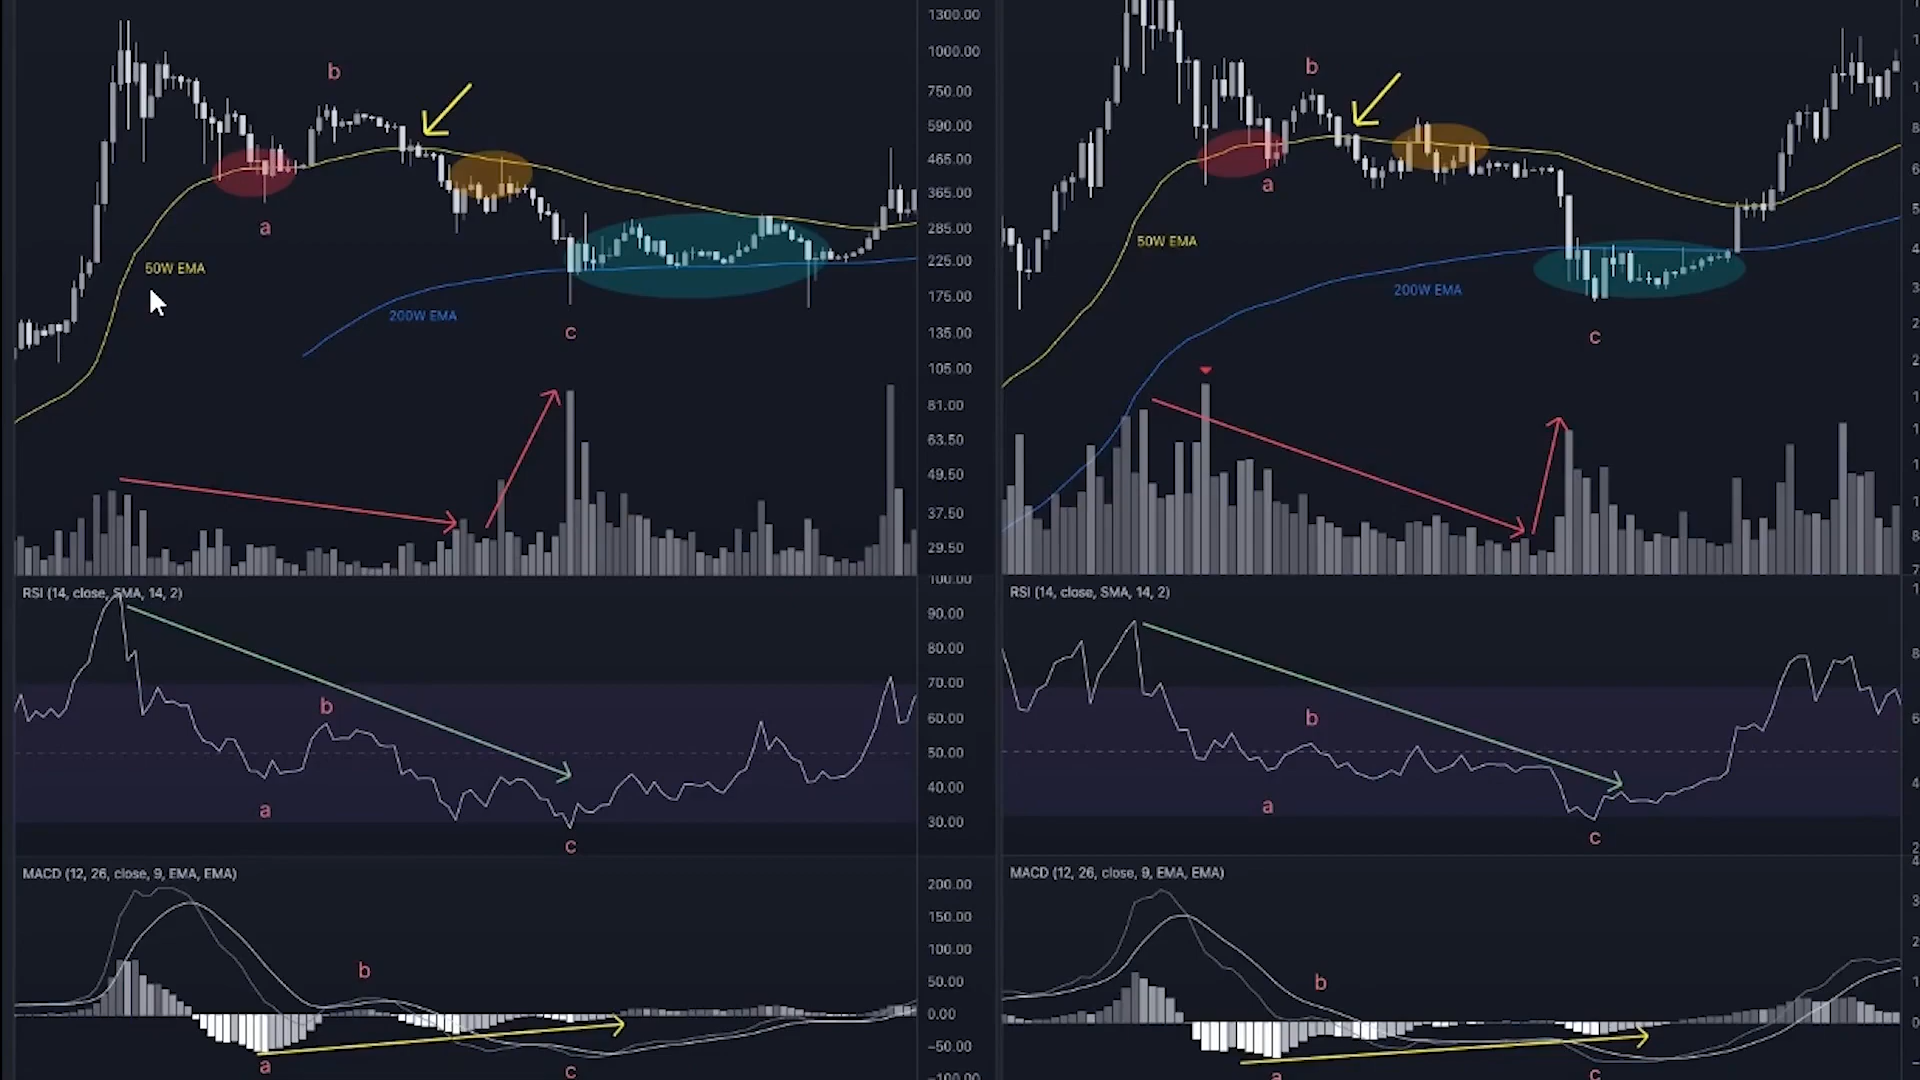 b
a
50W EMA
200W EMA
c
1300.00
1000.00
750.00
590.00
465.00
365.00
285.00
225.00
175.00
135.00
105.00
81.00
63.50
49.50
37.50
29.50
RSI (14, close, SMA, 14, 2)
b
a
c
100.00
90.00
80.00
70.00
60.00
50.00
40.00
30.00
MACD (12, 26, close, 9, EMA, EMA)
b
a
c
200.00
150.00
100.00
50.00
0.00
−50.00
−100.00
b
a
50W EMA
200W EMA
c
RSI (14, close, SMA, 14, 2)
b
a
c
MACD (12, 26, close, 9, EMA, EMA)
b
a
c